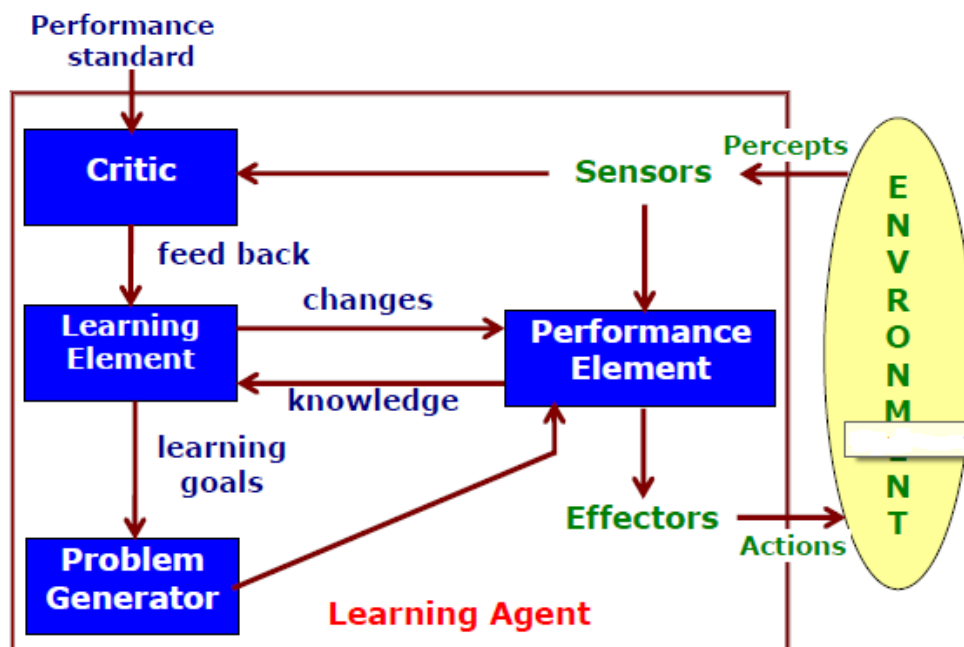 Performance
standard
Critic
Sensors
Percepts
feed back
changes
Learning
Element
Performance
Element
knowledge
learning
goals
Effectors
Actions
Problem
Generator
Learning Agent
ENVRONMENT